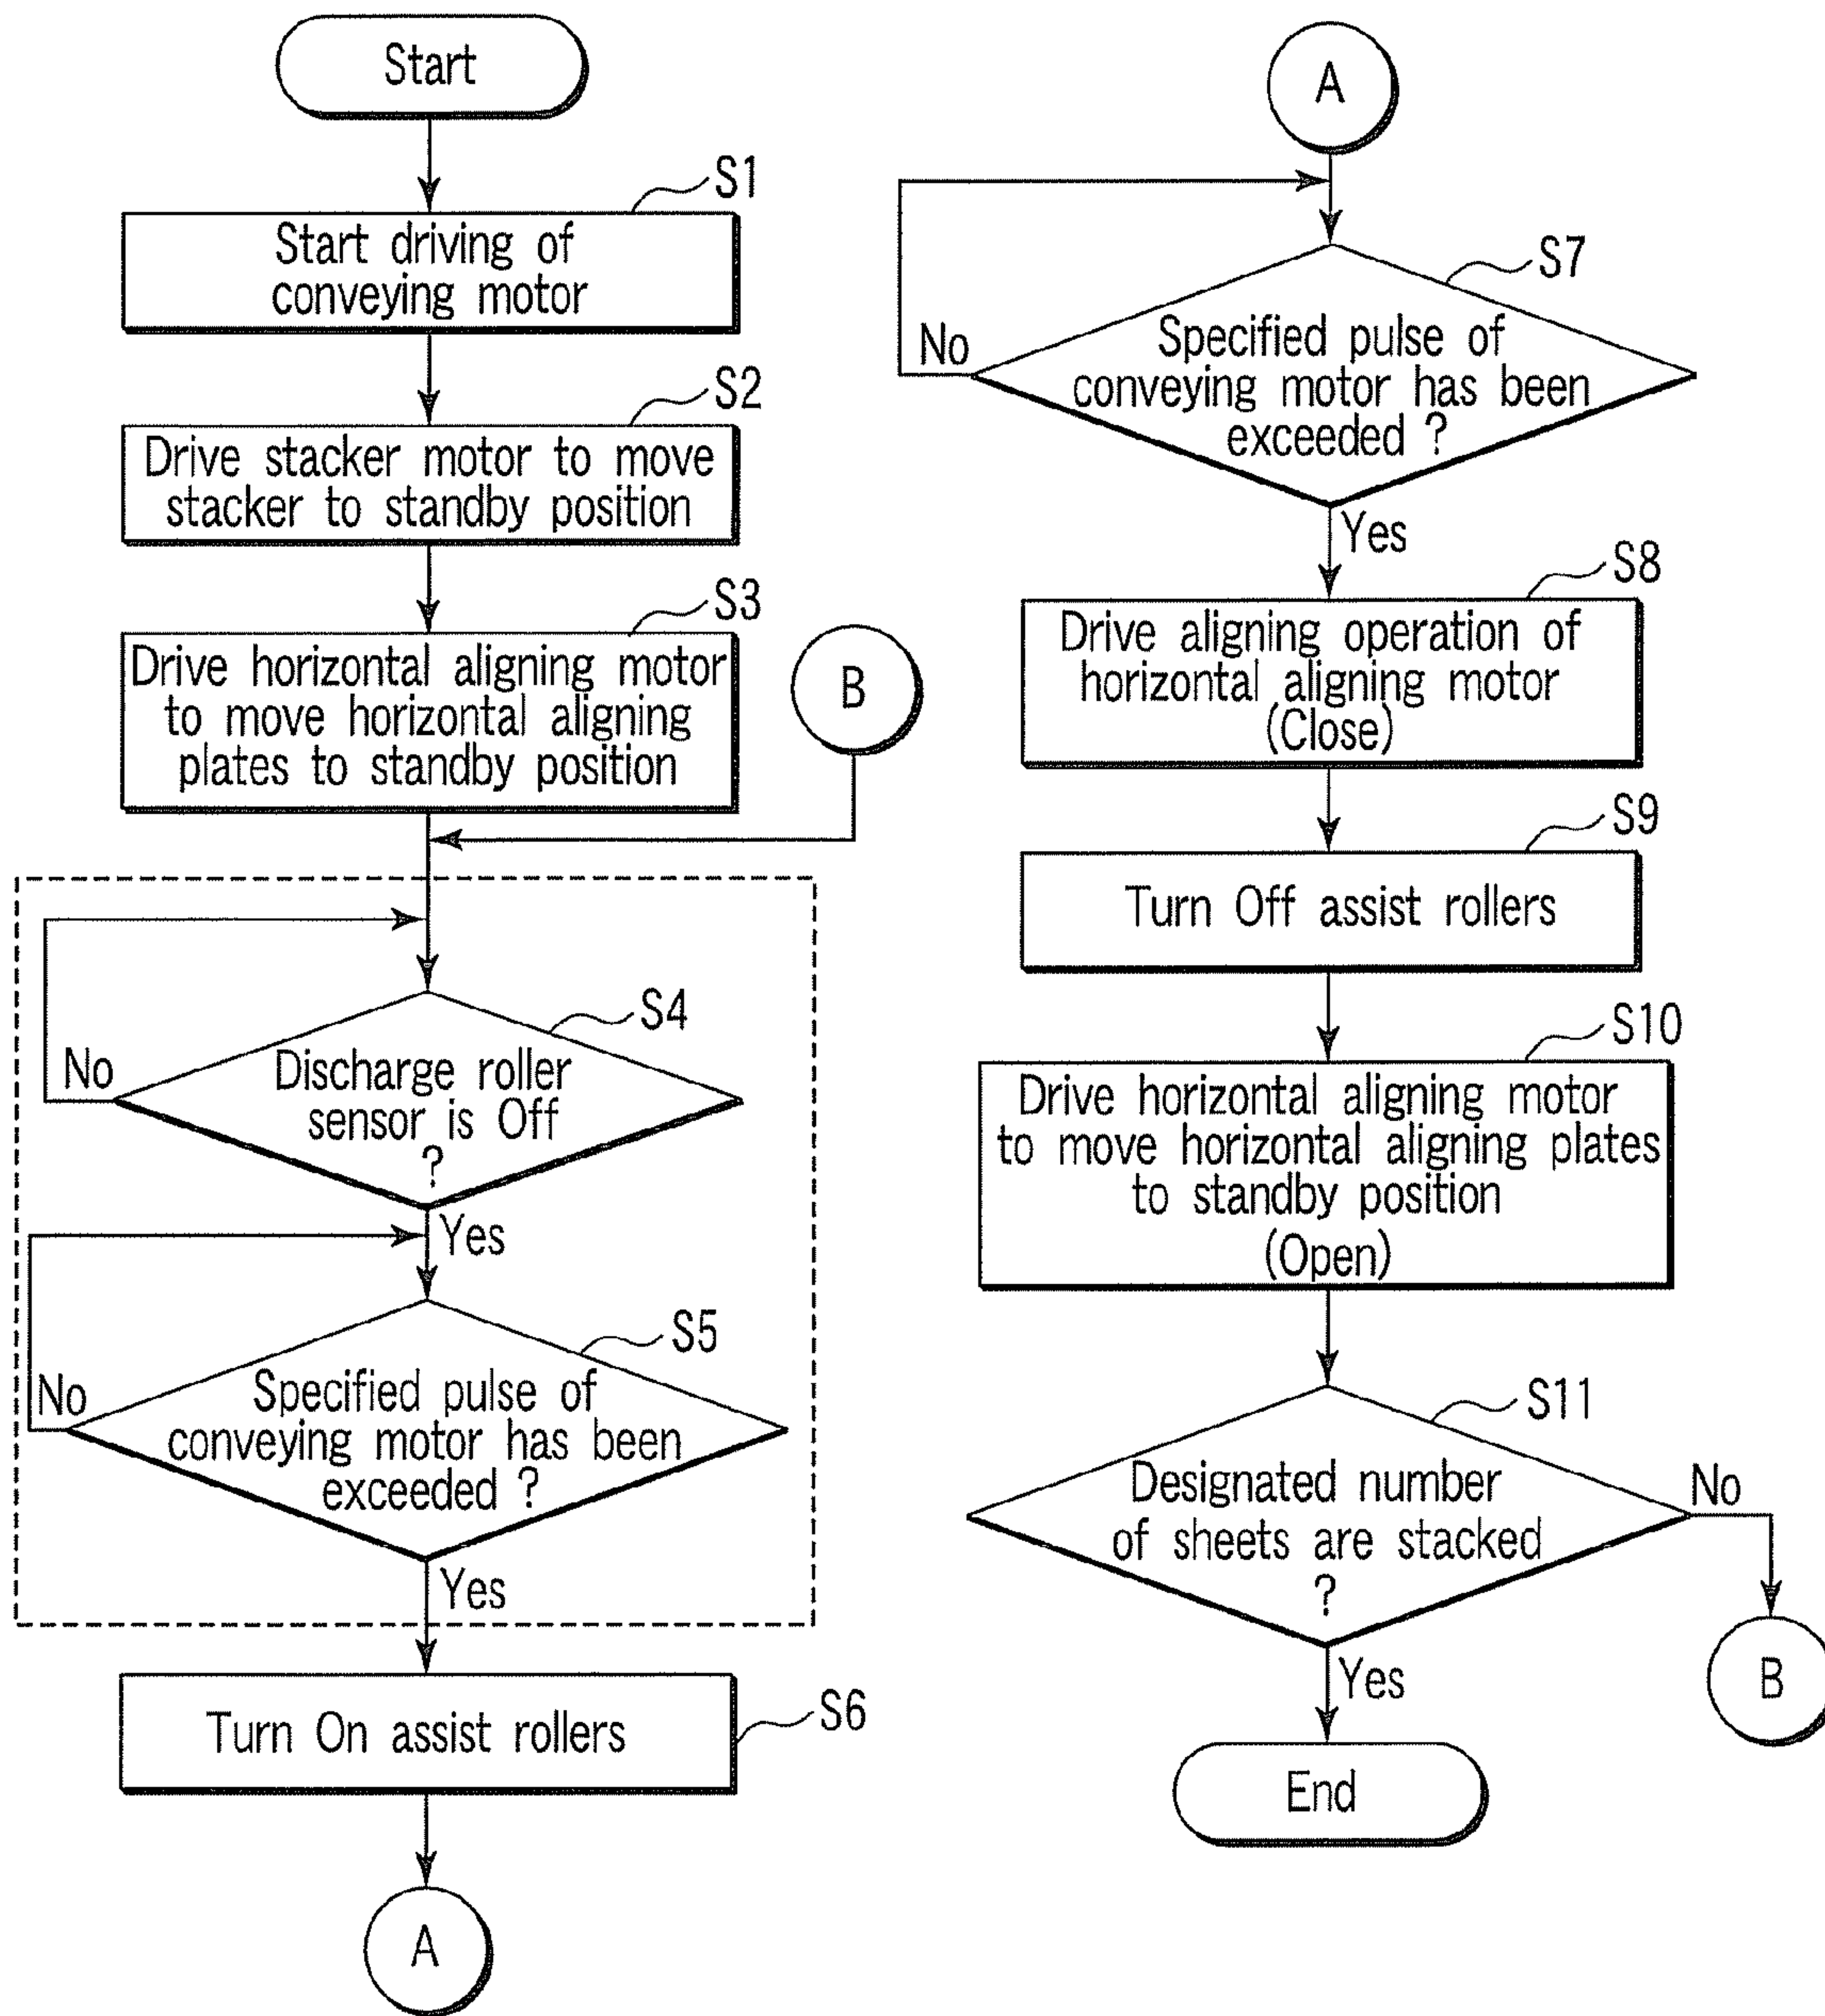 Start
S1
Start driving of
conveying motor
S2
Drive stacker motor to move
stacker to standby position
S3
Drive horizontal aligning motor
to move horizontal aligning
plates to standby position
B
S4
No
Discharge roller
sensor is Off
?
Yes
S5
No
Specified pulse of
conveying motor has been
exceeded ?
Yes
S6
Turn On assist rollers
A
A
S7
No
Specified pulse of
conveying motor has been
exceeded ?
Yes
S8
Drive aligning operation of
horizontal aligning motor
(Close)
S9
Turn Off assist rollers
S10
Drive horizontal aligning motor
to move horizontal aligning plates
to standby position
(Open)
S11
Designated number
of sheets are stacked
?
No
Yes
B
End